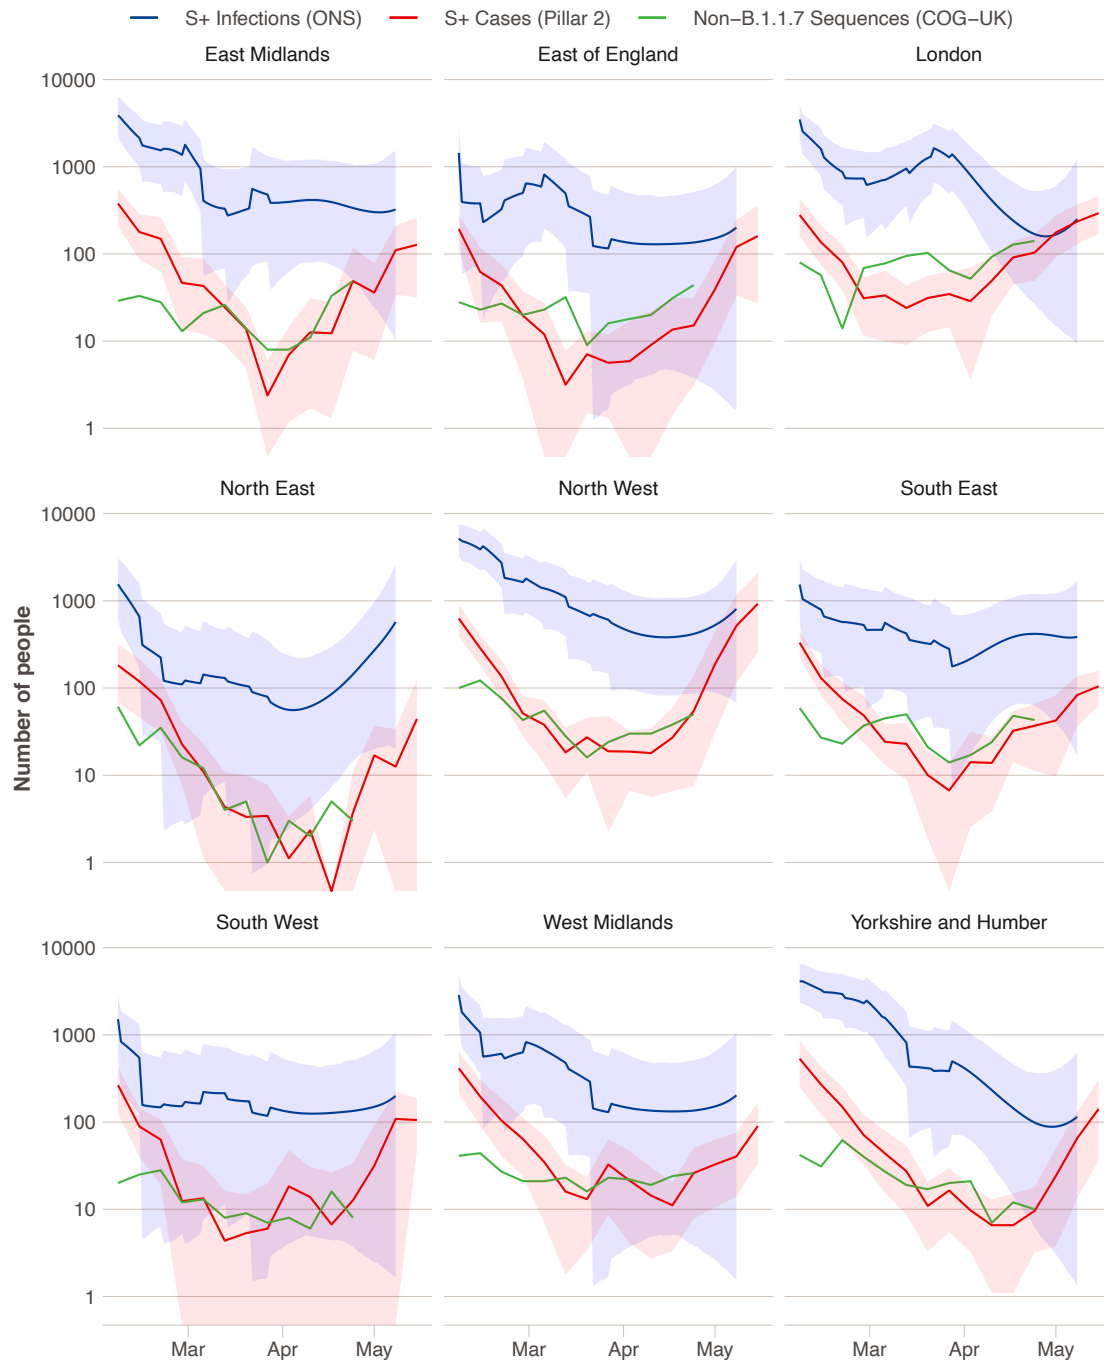 S+ Infections (ONS) S+ Cases (Pillar 2) Non−B.1.1.7 Sequences (COG−UK)
East Midlands East of England London
10000
1000
100
10
1
North East North West South East
10000
1000
100
10
1
Number of people
South West West Midlands Yorkshire and Humber
10000
1000
100
10
1
Mar Apr May Mar Apr May Mar Apr May